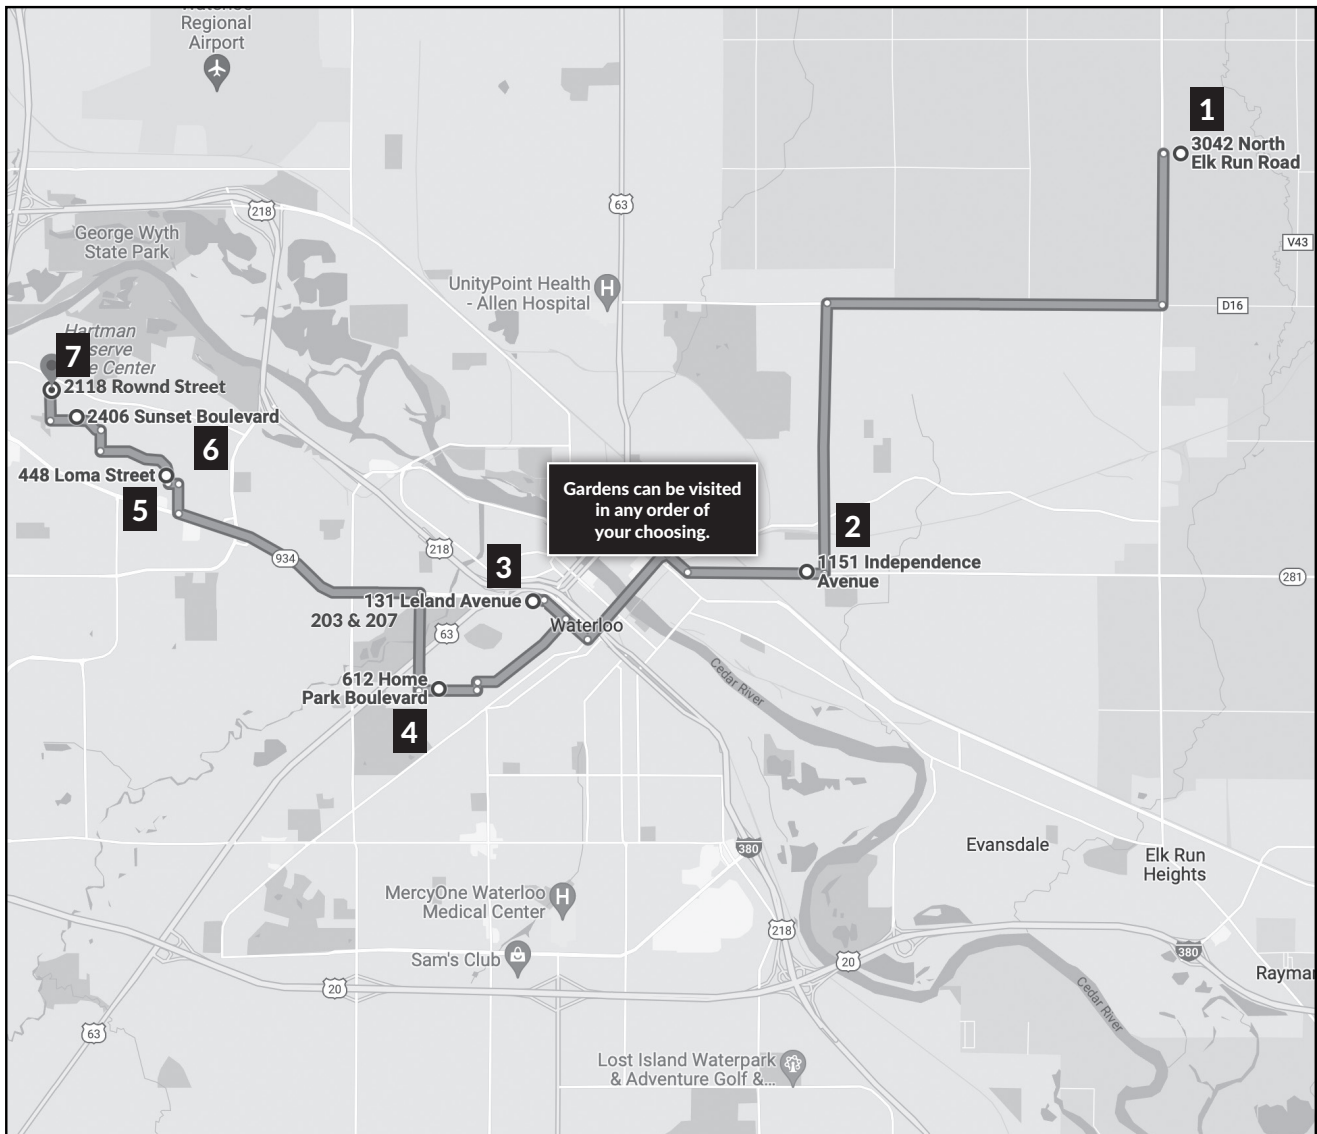 Regional
Airport
1
3042 North
Elk Run Road
63
218
George Wyth
State Park
V43
UnityPoint Health
- Allen Hospital
H
D16
Hartman
7
Center
2118 Rownd Street
2406 Sunset Boulevard
6
448 Loma Street
5
Gardens can be visited
in any order of
your choosing.
2
1151 Independence
Avenue
934
218
3
281
131 Leland Avenue
203 & 207
63
Waterloo
612 Home
Park Boulevard
4
Cedar River
380
Evansdale
Elk Run
Heights
MercyOne Waterloo
Medical Center
H
218
Sam's Club
20
380
20
63
Cedar River
Lost Island Waterpark
& Adventure Golf &...